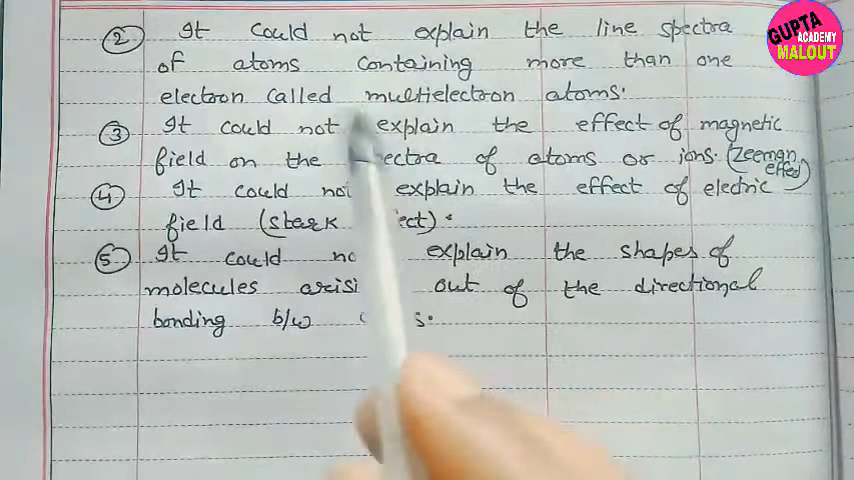 GUPTA
ACADEMY
MALOUT
② It could not explain the line spectra
of atoms containing more than one
electron called multielectron atoms.
③ It could not explain the effect of magnetic
field on the ectra of atoms or ions. (Zeeman
effect)
④ It could not explain the effect of electric
field (stark ect).
⑤ It could no explain the shapes of
molecules arisi out of the directional
bonding b/w s.